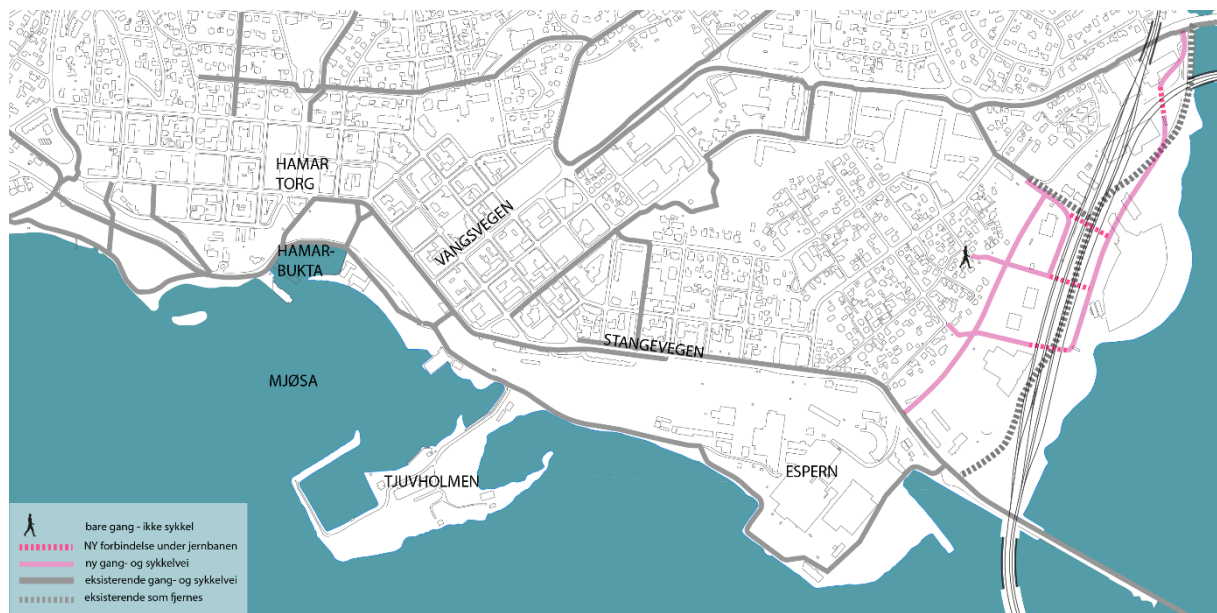 HAMAR
TORG
VANGSVEGEN
HAMAR-
BUKTA
STANGEVEGEN
MJØSA
TJUVHOLMEN
ESPERN
bare gang - ikke sykkel
NY forbindelse under jernbanen
ny gang- og sykkelvei
eksisterende gang- og sykkelvei
eksisterende som fjernes